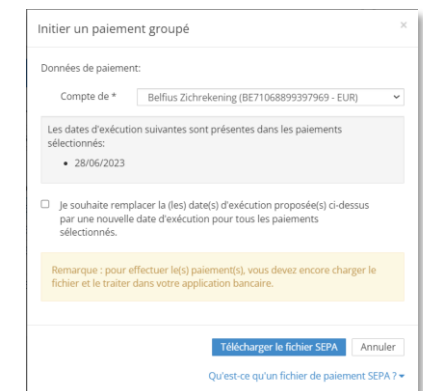 Initier un paiement groupé
×
Données de paiement:
Compte de * Belfius Zichrekening (BE71068899397969 - EUR)
Les dates d'exécution suivantes sont présentes dans les paiements
sélectionnés:
• 28/06/2023
Je souhaite remplacer la (les) date(s) d'exécution proposée(s) ci-dessus
par une nouvelle date d'exécution pour tous les paiements
sélectionnés.
Remarque : pour effectuer le(s) paiement(s), vous devez encore charger le
fichier et le traiter dans votre application bancaire.
Télécharger le fichier SEPA Annuler
Qu'est-ce qu'un fichier de paiement SEPA ?